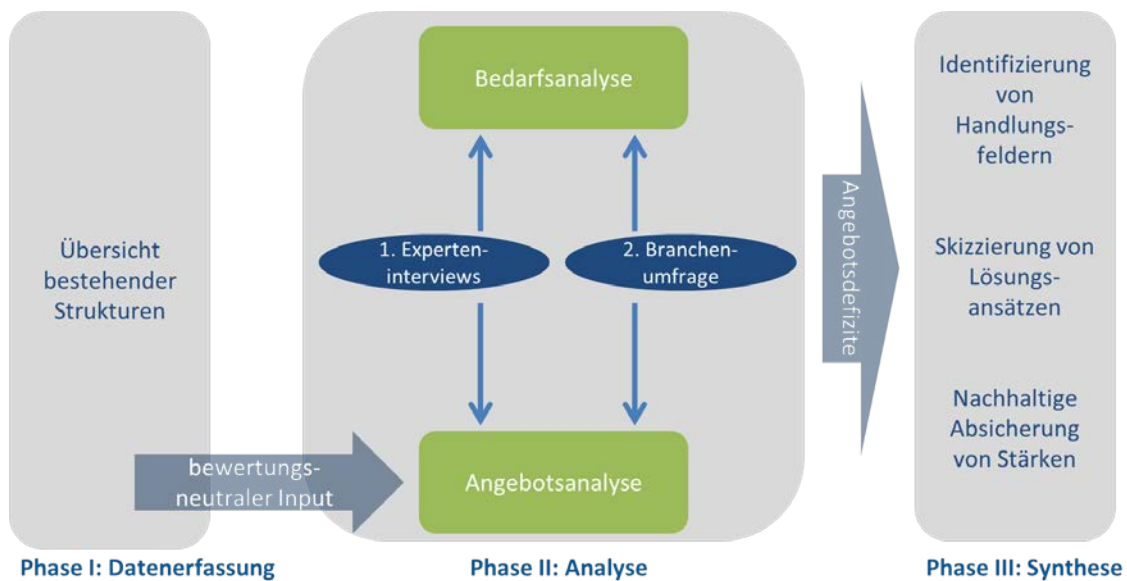 Übersicht
bestehender
Strukturen
bewertungs-
neutraler Input
Phase I: Datenerfassung
Bedarfsanalyse
1. Experten-
interviews
2. Branchen-
umfrage
Angebotsanalyse
Phase II: Analyse
Angebotsdefizite
Identifizierung
von
Handlungs-
feldern
Skizzierung von
Lösungs-
ansätzen
Nachhaltige
Absicherung
von Stärken
Phase III: Synthese